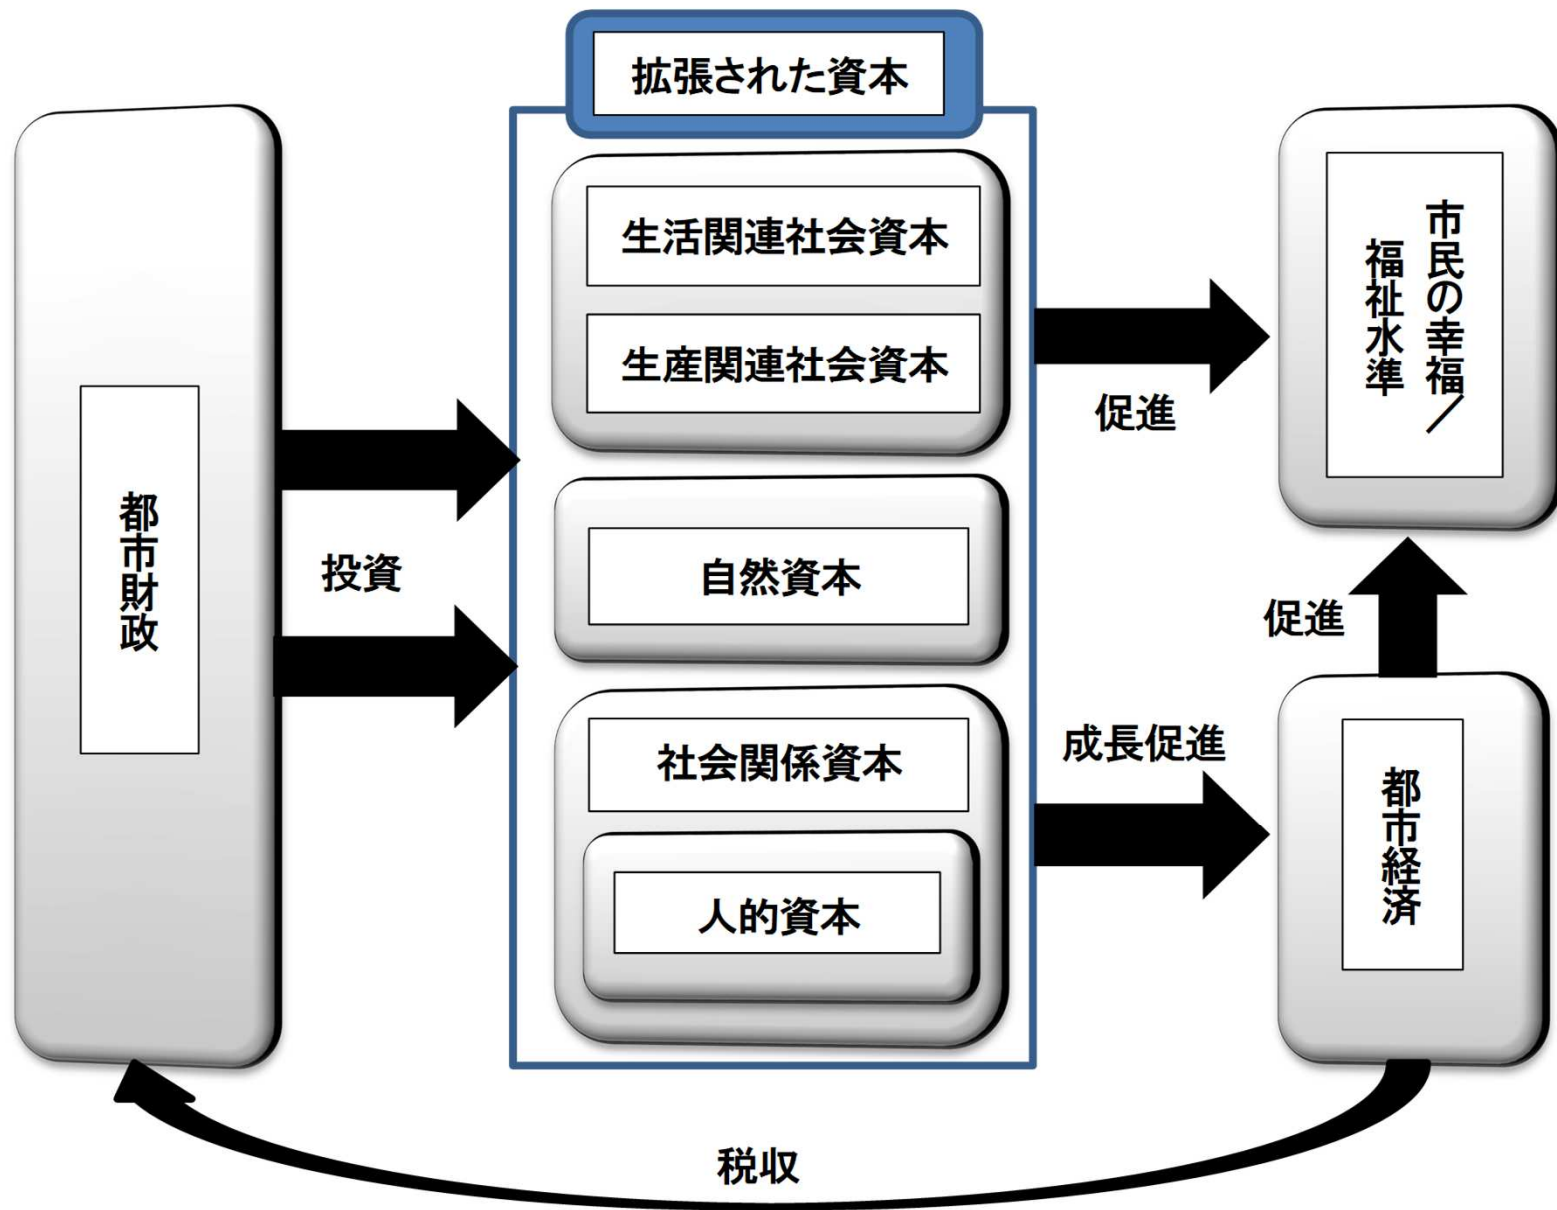 拡張された資本
都市財政
投資
生活関連社会資本
生産関連社会資本
自然資本
社会関係資本
人的資本
促進
市民の幸福／
福祉水準
促進
成長促進
都市経済
税収